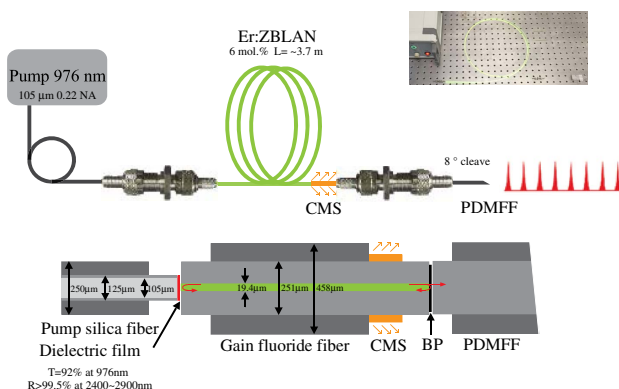 Er:ZBLAN
6 mol.% L= ~3.7 m
Pump 976 nm
105 μm 0.22 NA
8 ° cleave
CMS
PDMFF
250μm
125μm
105μm
19.4μm
251μm
458μm
Pump silica fiber
Dielectric film
T=92% at 976nm
R>99.5% at 2400~2900nm
Gain fluoride fiber
CMS
BP
PDMFF